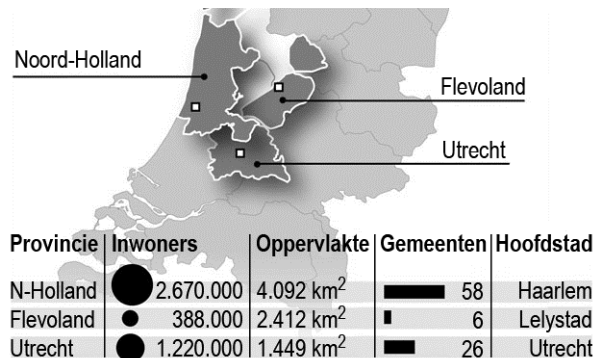 Noord-Holland
Flevoland
Utrecht
Provincie Inwoners Oppervlakte Gemeenten Hoofdstad
N-Holland 2.670.000 4.092 km² 58 Haarlem
Flevoland 388.000 2.412 km² 6 Lelystad
Utrecht 1.220.000 1.449 km² 26 Utrecht